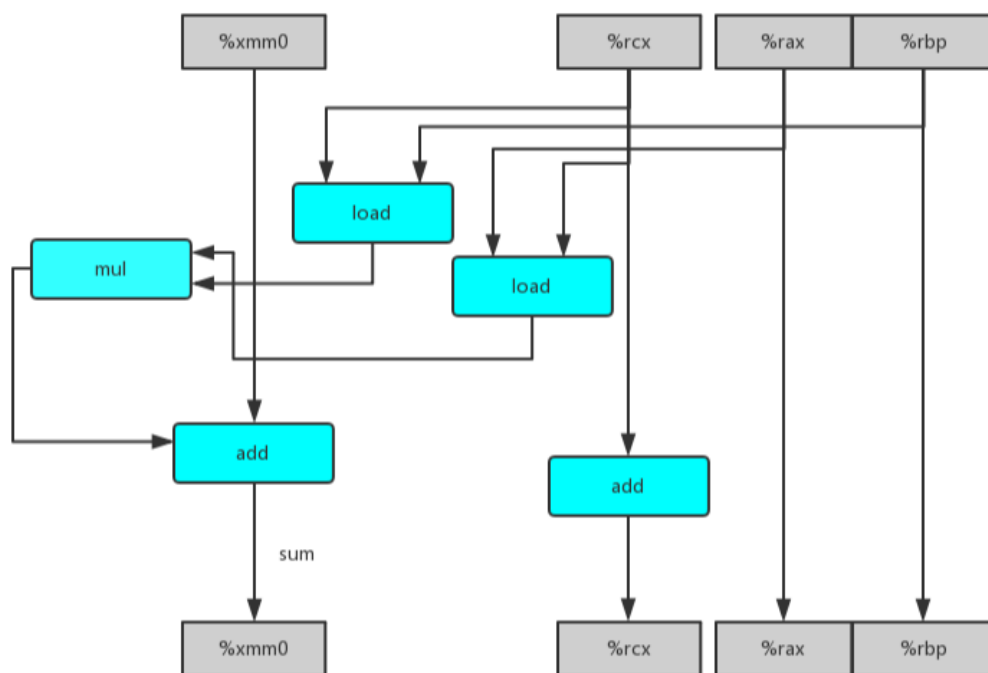 %xmm0
%rcx
%rax
%rbp
load
mul
load
add
add
sum
%xmm0
%rcx
%rax
%rbp